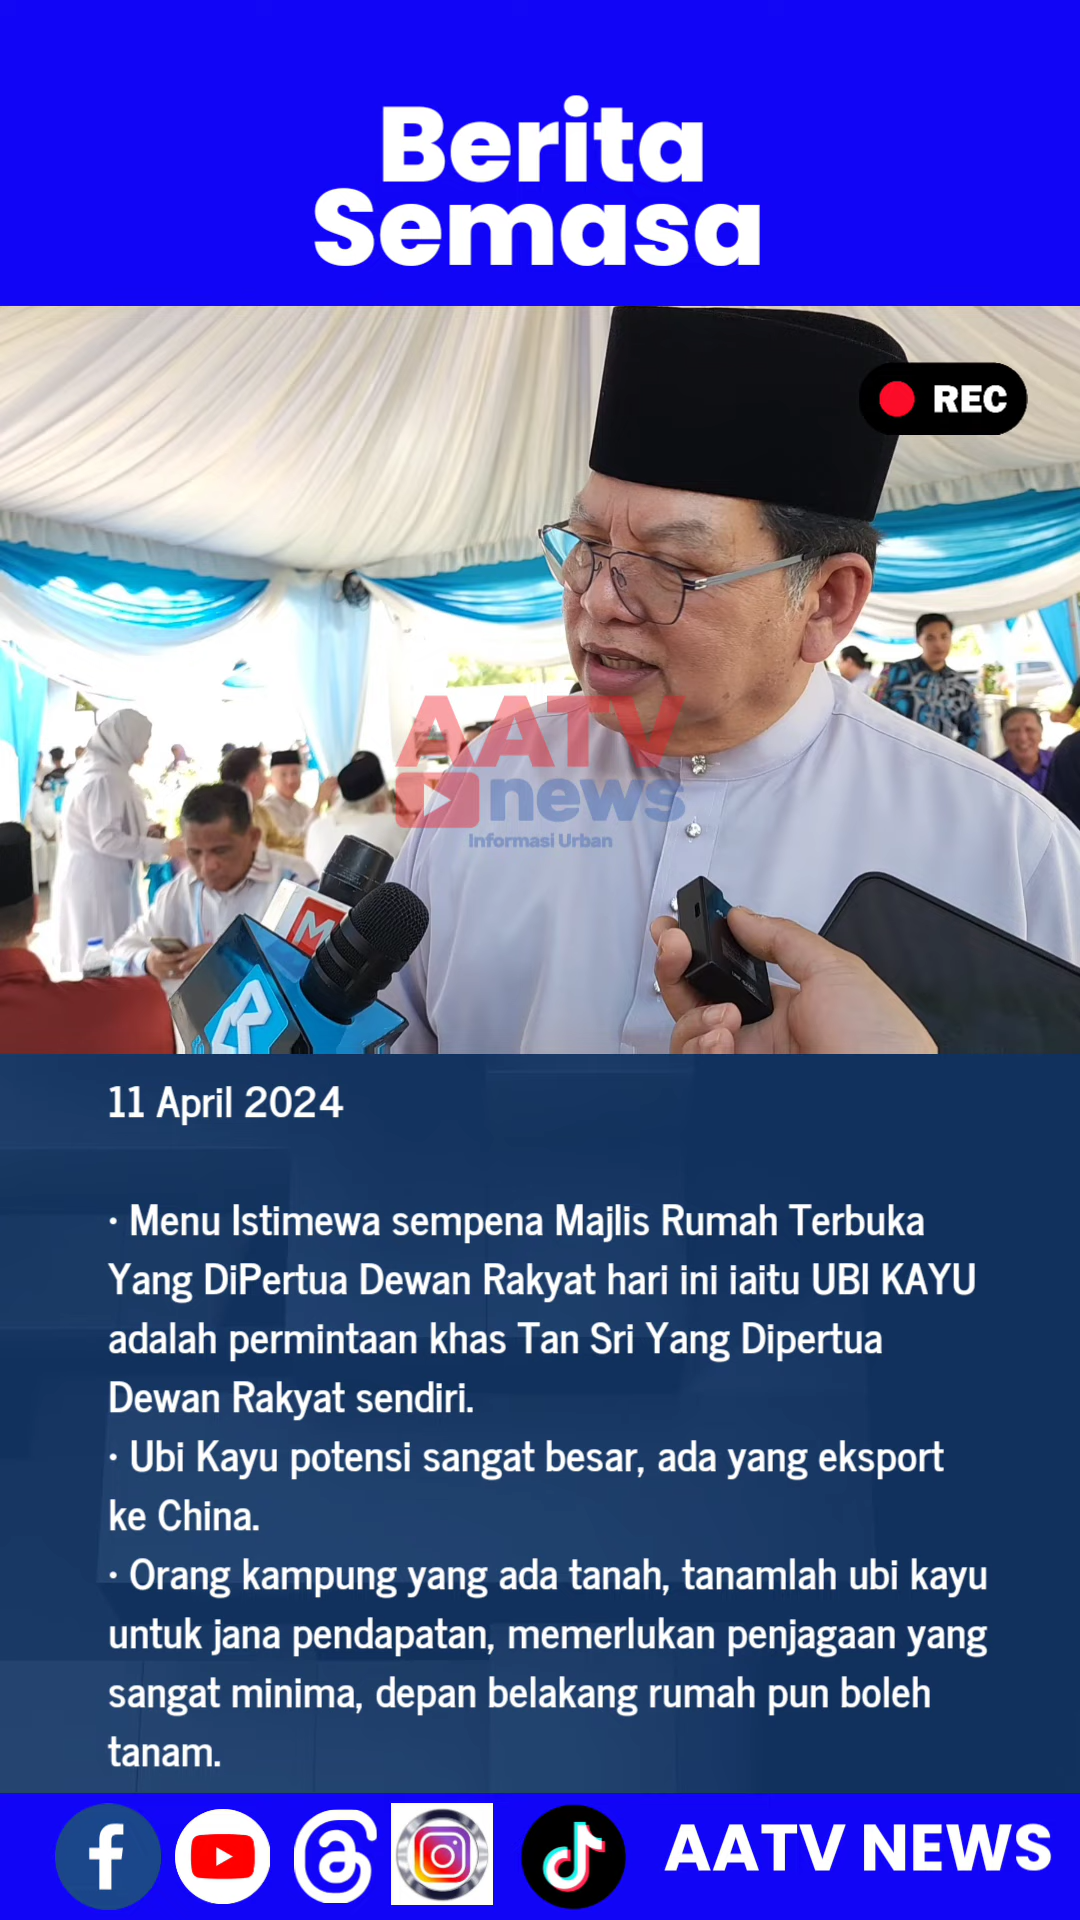 Berita
Semasa
REC
AATV
news
Informasi Urban
M
11 April 2024
• Menu Istimewa sempena Majlis Rumah Terbuka
Yang DiPertua Dewan Rakyat hari ini iaitu UBI KAYU
adalah permintaan khas Tan Sri Yang Dipertua
Dewan Rakyat sendiri.
• Ubi Kayu potensi sangat besar, ada yang eksport
ke China.
• Orang kampung yang ada tanah, tanamlah ubi kayu
untuk jana pendapatan, memerlukan penjagaan yang
sangat minima, depan belakang rumah pun boleh
tanam.
AATV NEWS